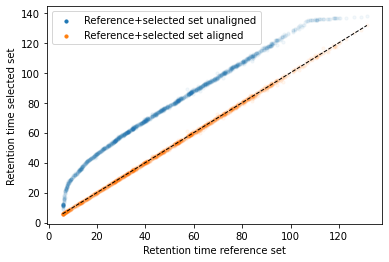 Reference+selected set unaligned
Reference+selected set aligned
Retention time selected set
140
120
100
80
60
40
20
0
0 20 40 60 80 100 120
Retention time reference set